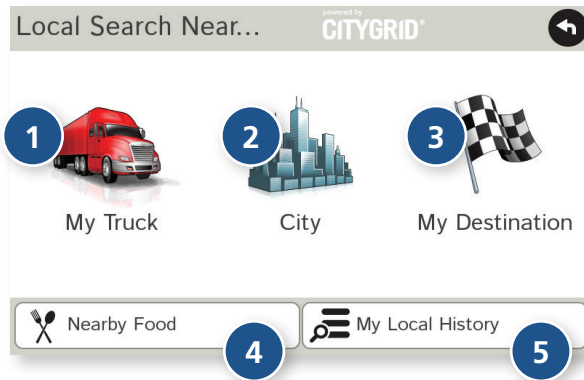 Local Search Near...
powered by
CITYGRID®
1
2
3
My Truck
City
My Destination
Nearby Food
My Local History
4
5